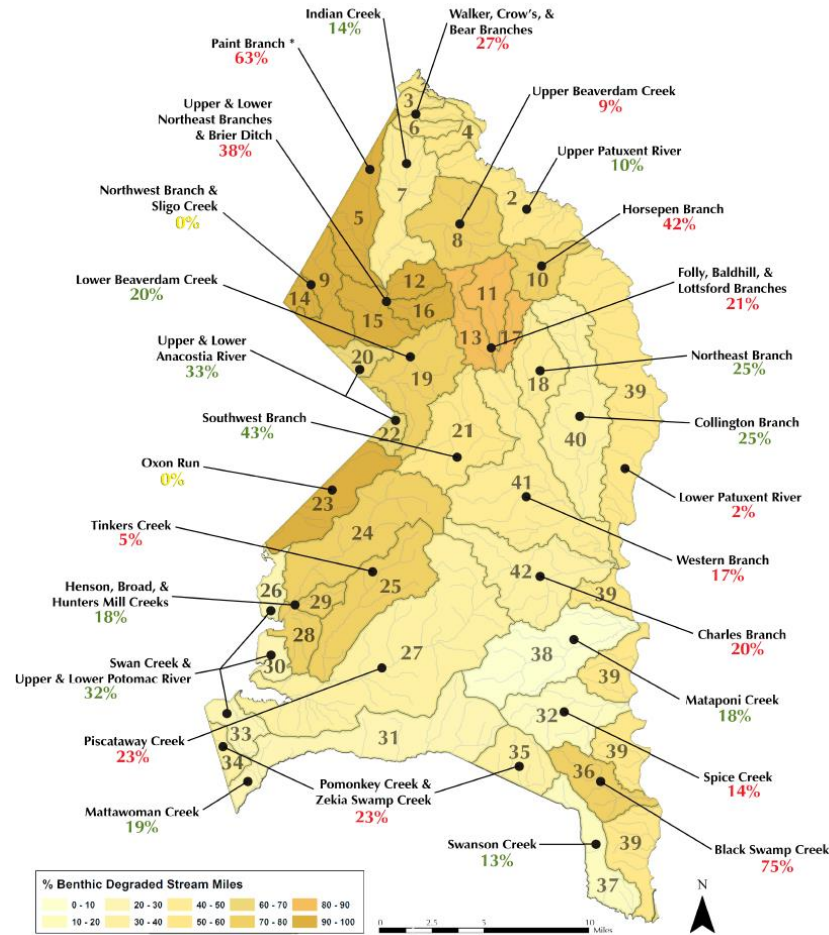 Indian Creek
14%
Walker, Crow's, &
Bear Branches
27%
Paint Branch *
63%
Upper Beaverdam Creek
9%
Upper & Lower
Northeast Branches
& Brier Ditch
38%
Upper Patuxent River
10%
Northwest Branch &
Sligo Creek
0%
Horsepen Branch
42%
Lower Beaverdam Creek
20%
Folly, Baldhill, &
Lottsford Branches
21%
Upper & Lower
Anacostia River
33%
Northeast Branch
25%
Southwest Branch
43%
Collington Branch
25%
Oxon Run
0%
Lower Patuxent River
2%
Tinkers Creek
5%
Western Branch
17%
Henson, Broad, &
Hunters Mill Creeks
18%
Charles Branch
20%
Swan Creek &
Upper & Lower Potomac River
32%
Mataponi Creek
18%
Piscataway Creek
23%
Spice Creek
14%
Mattawoman Creek
19%
Pomonkey Creek &
Zekia Swamp Creek
23%
Swanson Creek
13%
Black Swamp Creek
75%
3
6
4
2
7
5
8
10
9
12
11
14
16
15
13
17
20
19
18
39
22
21
40
41
23
24
25
42
26
29
39
28
27
38
30
39
32
33
31
34
35
36
39
39
37
% Benthic Degraded Stream Miles
0 - 10
20 - 30
40 - 50
60 - 70
80 - 90
10 - 20
30 - 40
50 - 60
70 - 80
90 - 100
0
2.5
5
10
Miles
N